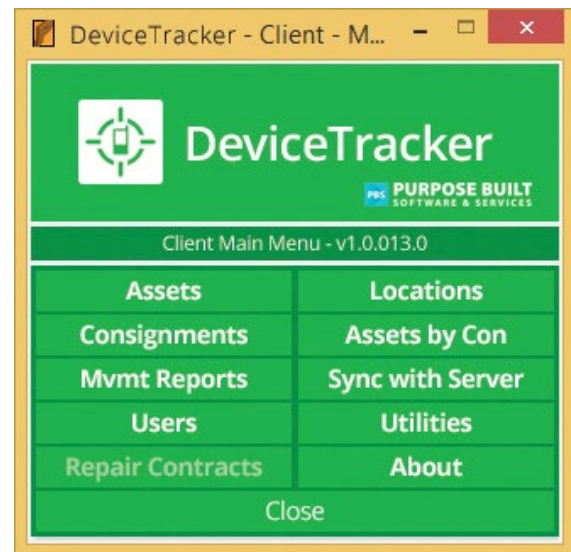 DeviceTracker - Client - M...
DeviceTracker
PBS PURPOSE BUILT
SOFTWARE & SERVICES
Client Main Menu - v1.0.013.0
Assets Locations
Consignments Assets by Con
Mvmt Reports Sync with Server
Users Utilities
Repair Contracts About
Close